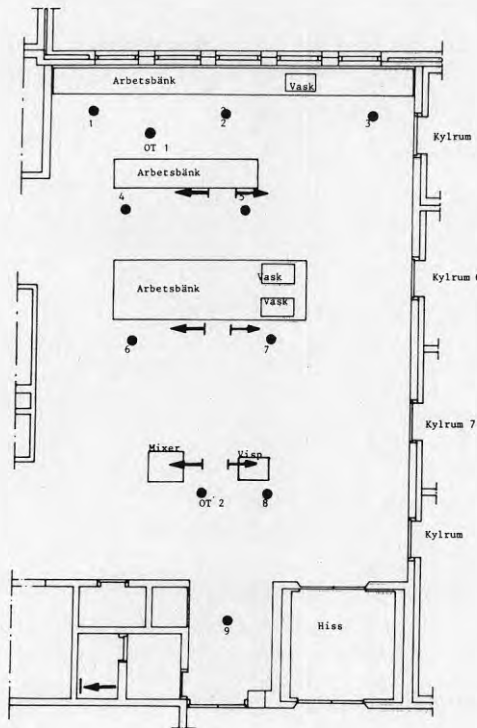 Arbetsbänk
Vask
1
2
3
OT 1
Kylrum
Arbetsbänk
4
5
Vask
Kylrum
Arbetsbänk
Vask
6
7
Kylrum 7
Mixer
Visp
OT 2
8
Kylrum
9
Hiss